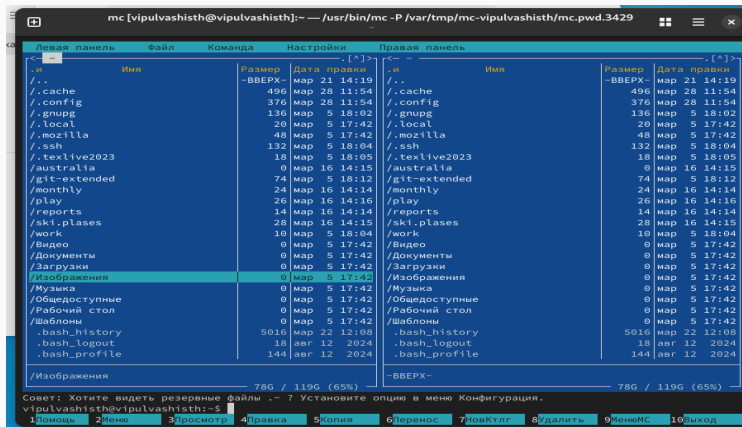 mc [vipulvashisth@vipulvashisth]:~ — /usr/bin/mc -P /var/tmp/mc-vipulvashisth/mc.pwd.3429
Левая панель Файл Команда Настройки Правая панель
<— ~ .[^]> <— ~ .[^]>
.и Имя Размер Дата правки .и Имя Размер Дата правки
/.. -ВВЕРХ- мар 21 14:19 /.. -ВВЕРХ- мар 21 14:19
/.cache 496 мар 28 11:54 /.cache 496 мар 28 11:54
/.config 376 мар 28 11:54 /.config 376 мар 28 11:54
/.gnupg 136 мар 5 18:02 /.gnupg 136 мар 5 18:02
/.local 20 мар 5 17:42 /.local 20 мар 5 17:42
/.mozilla 48 мар 5 17:42 /.mozilla 48 мар 5 17:42
/.ssh 132 мар 5 18:04 /.ssh 132 мар 5 18:04
/.texlive2023 18 мар 5 18:05 /.texlive2023 18 мар 5 18:05
/australia 0 мар 16 14:15 /australia 0 мар 16 14:15
/git-extended 74 мар 5 18:12 /git-extended 74 мар 5 18:12
/monthly 24 мар 16 14:14 /monthly 24 мар 16 14:14
/play 26 мар 16 14:16 /play 26 мар 16 14:16
/reports 14 мар 16 14:14 /reports 14 мар 16 14:14
/ski.plases 28 мар 16 14:15 /ski.plases 28 мар 16 14:15
/work 10 мар 5 18:04 /work 10 мар 5 18:04
/Видео 0 мар 5 17:42 /Видео 0 мар 5 17:42
/Документы 0 мар 5 17:42 /Документы 0 мар 5 17:42
/Загрузки 0 мар 5 17:42 /Загрузки 0 мар 5 17:42
/Изображения 0 мар 5 17:42 /Изображения 0 мар 5 17:42
/Музыка 0 мар 5 17:42 /Музыка 0 мар 5 17:42
/Общедоступные 0 мар 5 17:42 /Общедоступные 0 мар 5 17:42
/Рабочий стол 0 мар 5 17:42 /Рабочий стол 0 мар 5 17:42
/Шаблоны 0 мар 5 17:42 /Шаблоны 0 мар 5 17:42
.bash_history 5016 мар 22 12:08 .bash_history 5016 мар 22 12:08
.bash_logout 18 авг 12 2024 .bash_logout 18 авг 12 2024
.bash_profile 144 авг 12 2024 .bash_profile 144 авг 12 2024
/Изображения -ВВЕРХ-
78G / 119G (65%) 78G / 119G (65%)
Совет: Хотите видеть резервные файлы .~ ? Установите опцию в меню Конфигурация.
vipulvashisth@vipulvashisth:~$
1Помощь 2Меню 3Просмотр 4Правка 5Копия 6Перенос 7НовКтлг 8Удалить 9МенюMC 10Выход